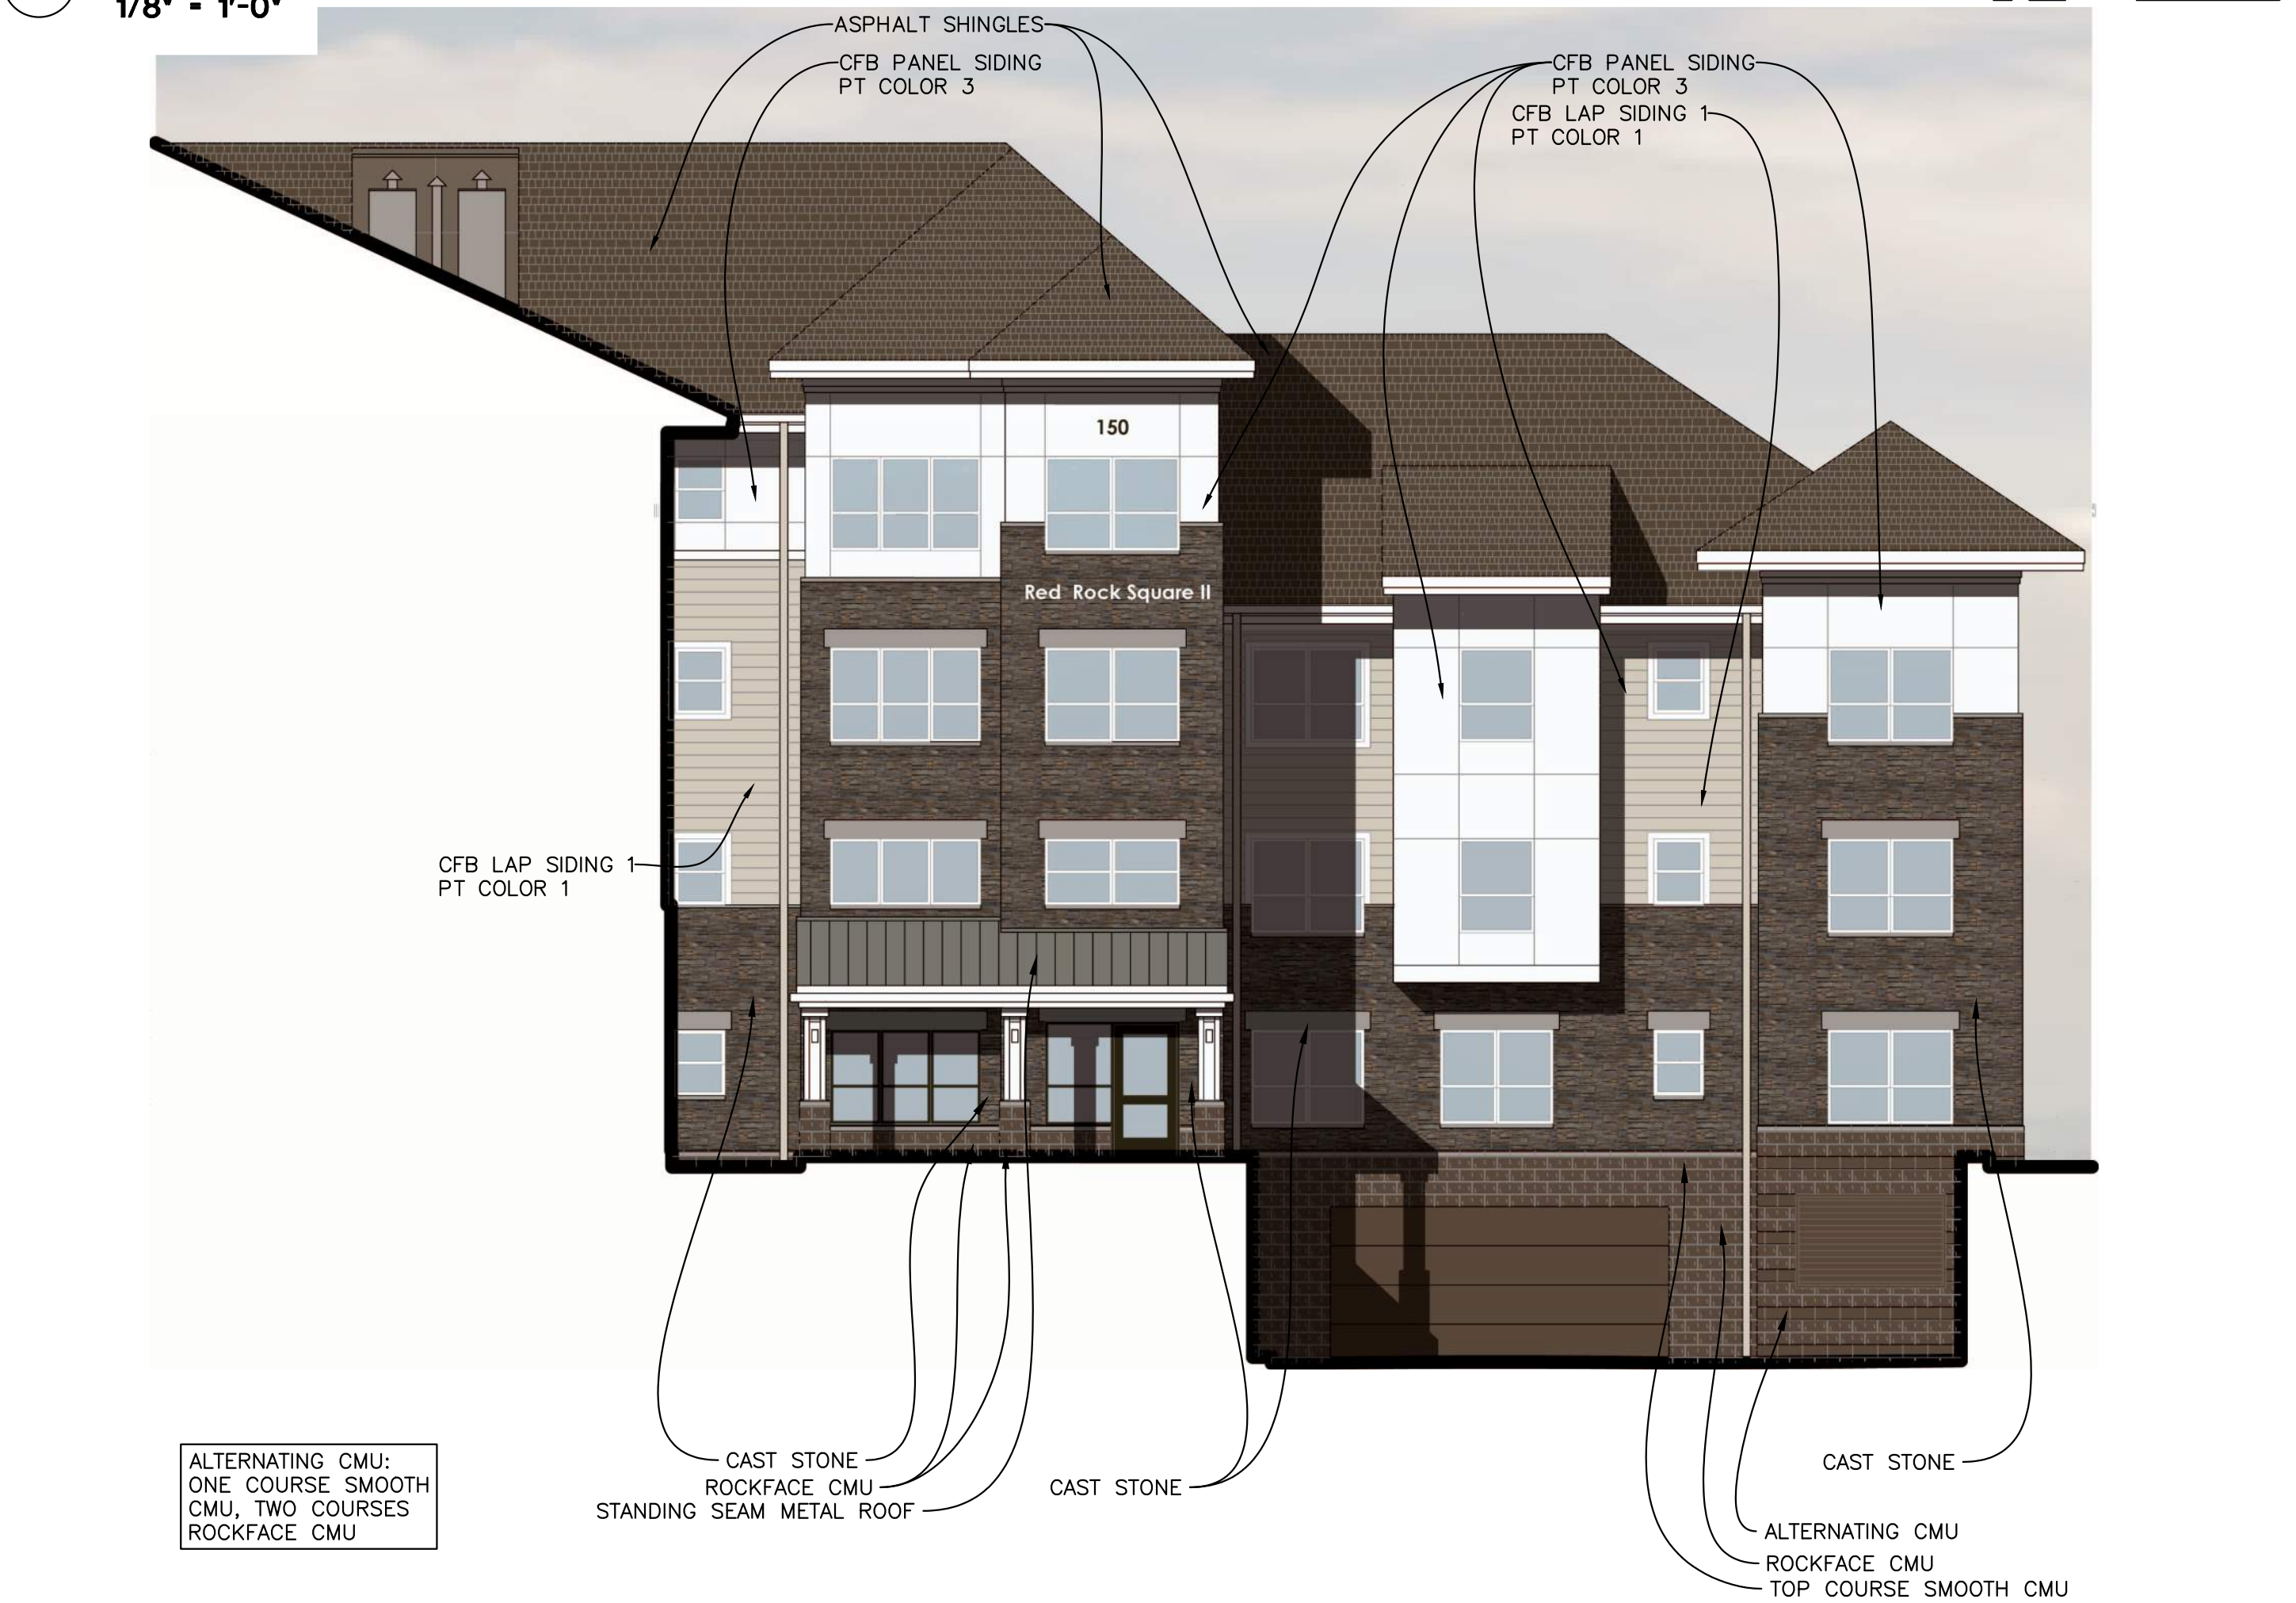 1/8" = 1'-0"
ASPHALT SHINGLES
CFB PANEL SIDING
PT COLOR 3
CFB PANEL SIDING
PT COLOR 3
CFB LAP SIDING 1
PT COLOR 1
150
Red Rock Square II
CFB LAP SIDING 1
PT COLOR 1
CAST STONE
ROCKFACE CMU
STANDING SEAM METAL ROOF
CAST STONE
CAST STONE
ALTERNATING CMU
ROCKFACE CMU
TOP COURSE SMOOTH CMU
ALTERNATING CMU:
ONE COURSE SMOOTH
CMU, TWO COURSES
ROCKFACE CMU